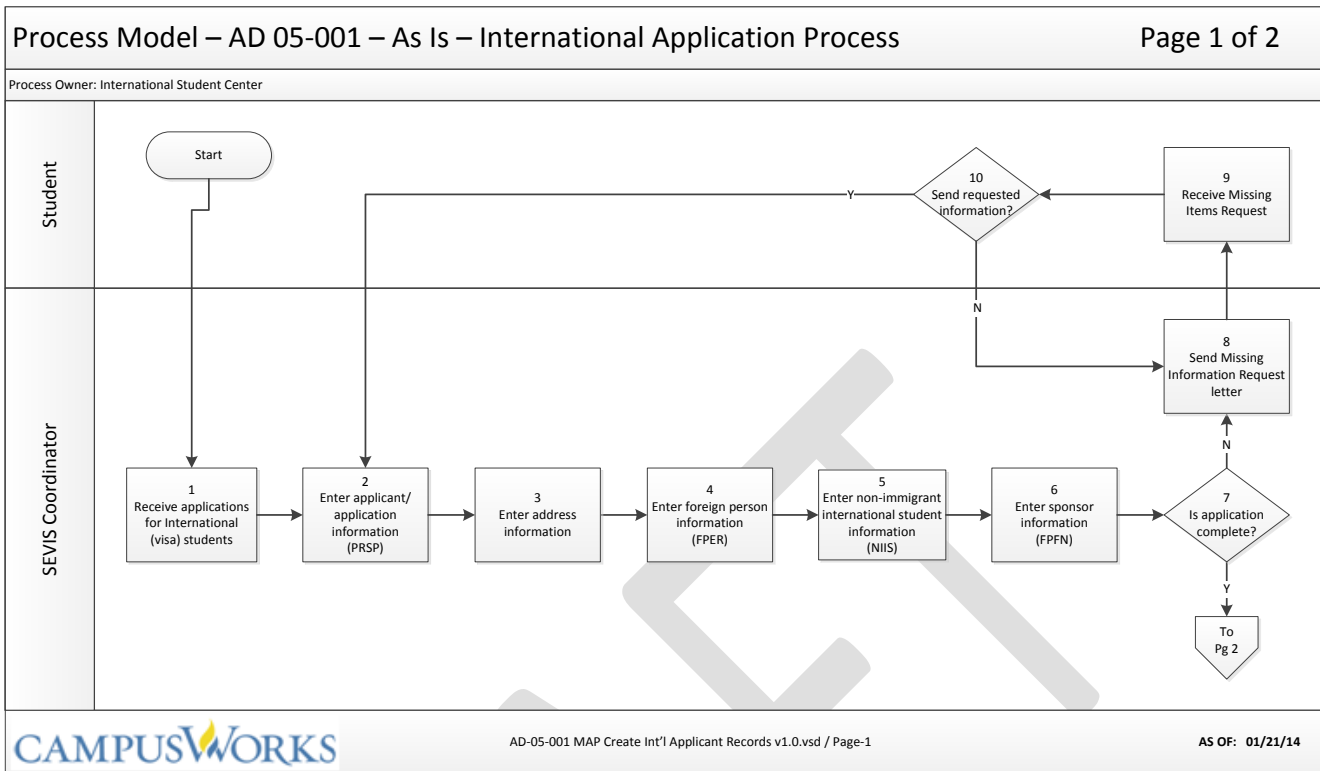 Process Model – AD 05-001 – As Is – International Application Process
Page 1 of 2
Process Owner: International Student Center
Student
Start
10
Send requested
information?
Y
N
9
Receive Missing
Items Request
SEVIS Coordinator
8
Send Missing
Information Request
letter
N
1
Receive applications
for International
(visa) students
2
Enter applicant/
application
information
(PRSP)
3
Enter address
information
4
Enter foreign person
information
(FPER)
5
Enter non-immigrant
international student
information
(NIIS)
6
Enter sponsor
information
(FPFN)
7
Is application
complete?
Y
To
Pg 2
CAMPUSWORKS
AD-05-001 MAP Create Int’l Applicant Records v1.0.vsd / Page-1
AS OF: 01/21/14